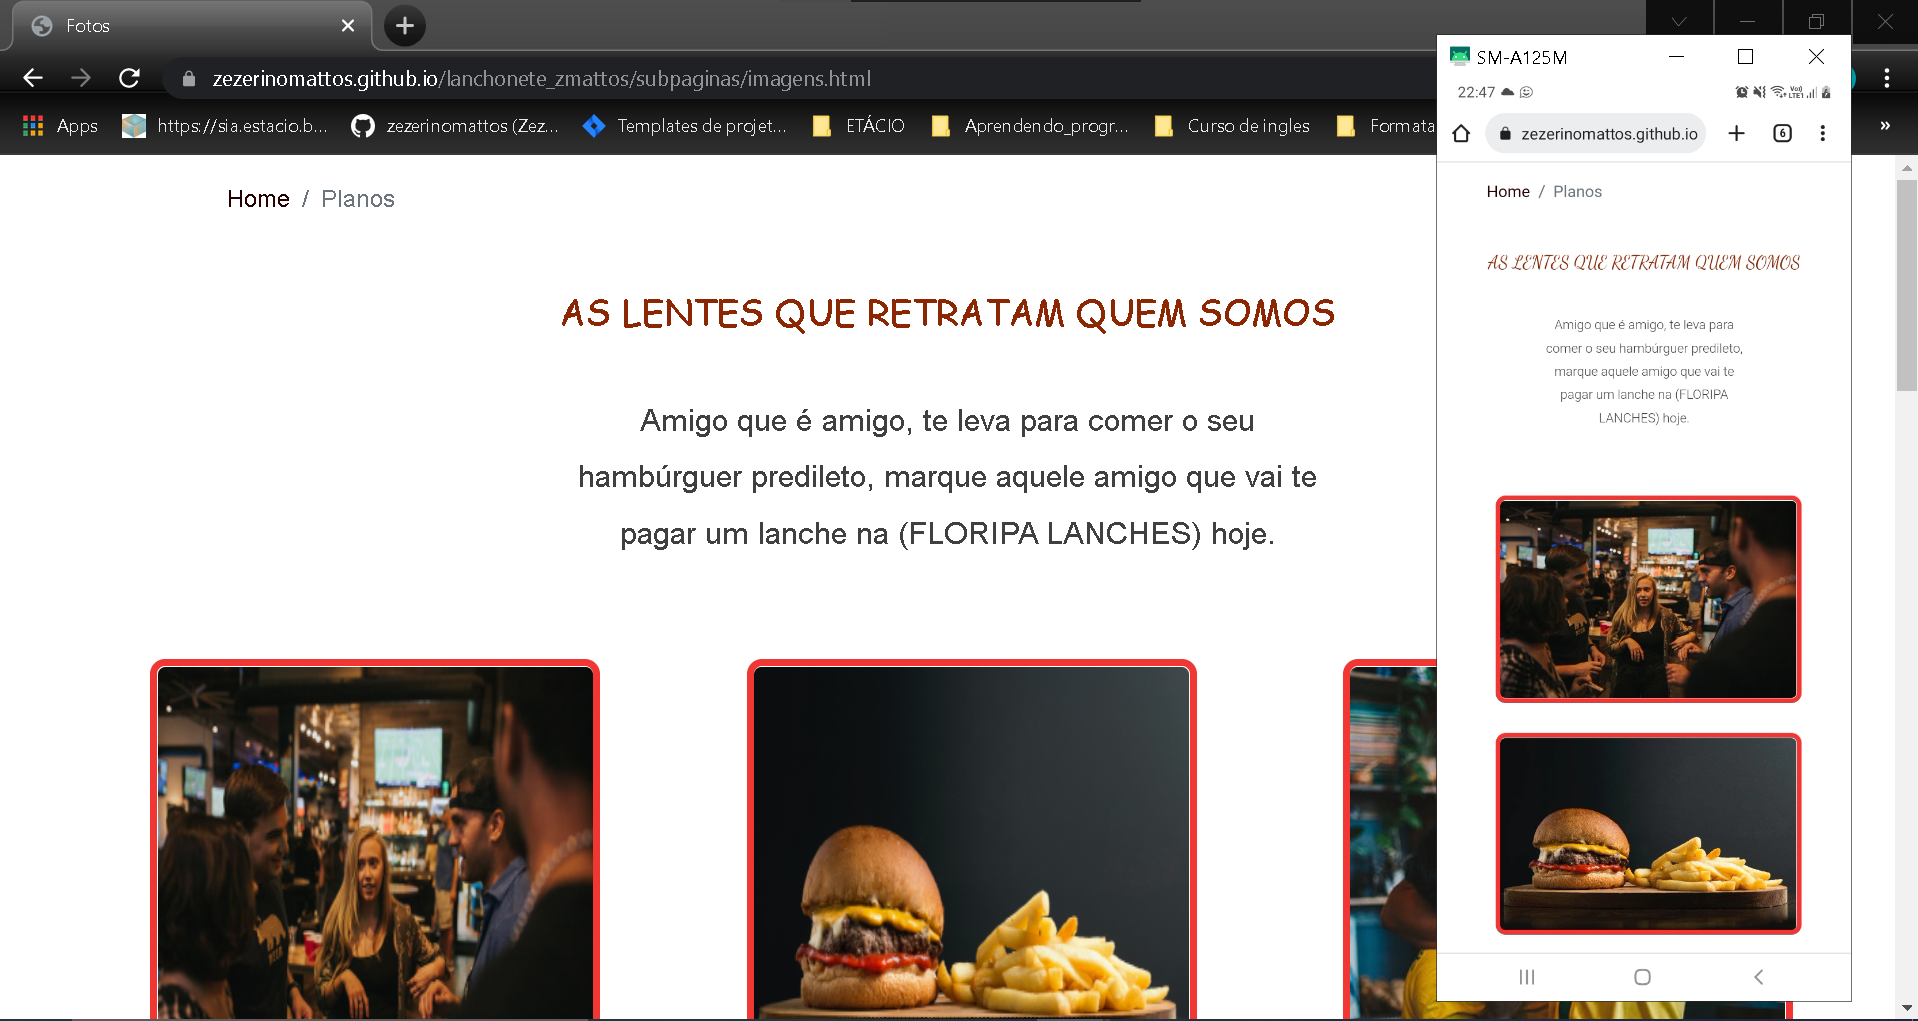 Fotos
zezerinomattos.github.io/lanchonete_zmattos/subpaginas/imagens.html
Apps
https://sia.estacio.b...
zezerinomattos (Zez...
Templates de projet...
ETÁCIO
Aprendendo_progr...
Curso de ingles
Formata
»
Home / Planos
AS LENTES QUE RETRATAM QUEM SOMOS
Amigo que é amigo, te leva para comer o seu
hambúrguer predileto, marque aquele amigo que vai te
pagar um lanche na (FLORIPA LANCHES) hoje.
SM-A125M
22:47
Vo))
LTE1
zezerinomattos.github.io
6
Home / Planos
AS LENTES QUE RETRATAM QUEM SOMOS
Amigo que é amigo, te leva para
comer o seu hambúrguer predileto,
marque aquele amigo que vai te
pagar um lanche na (FLORIPA
LANCHES) hoje.